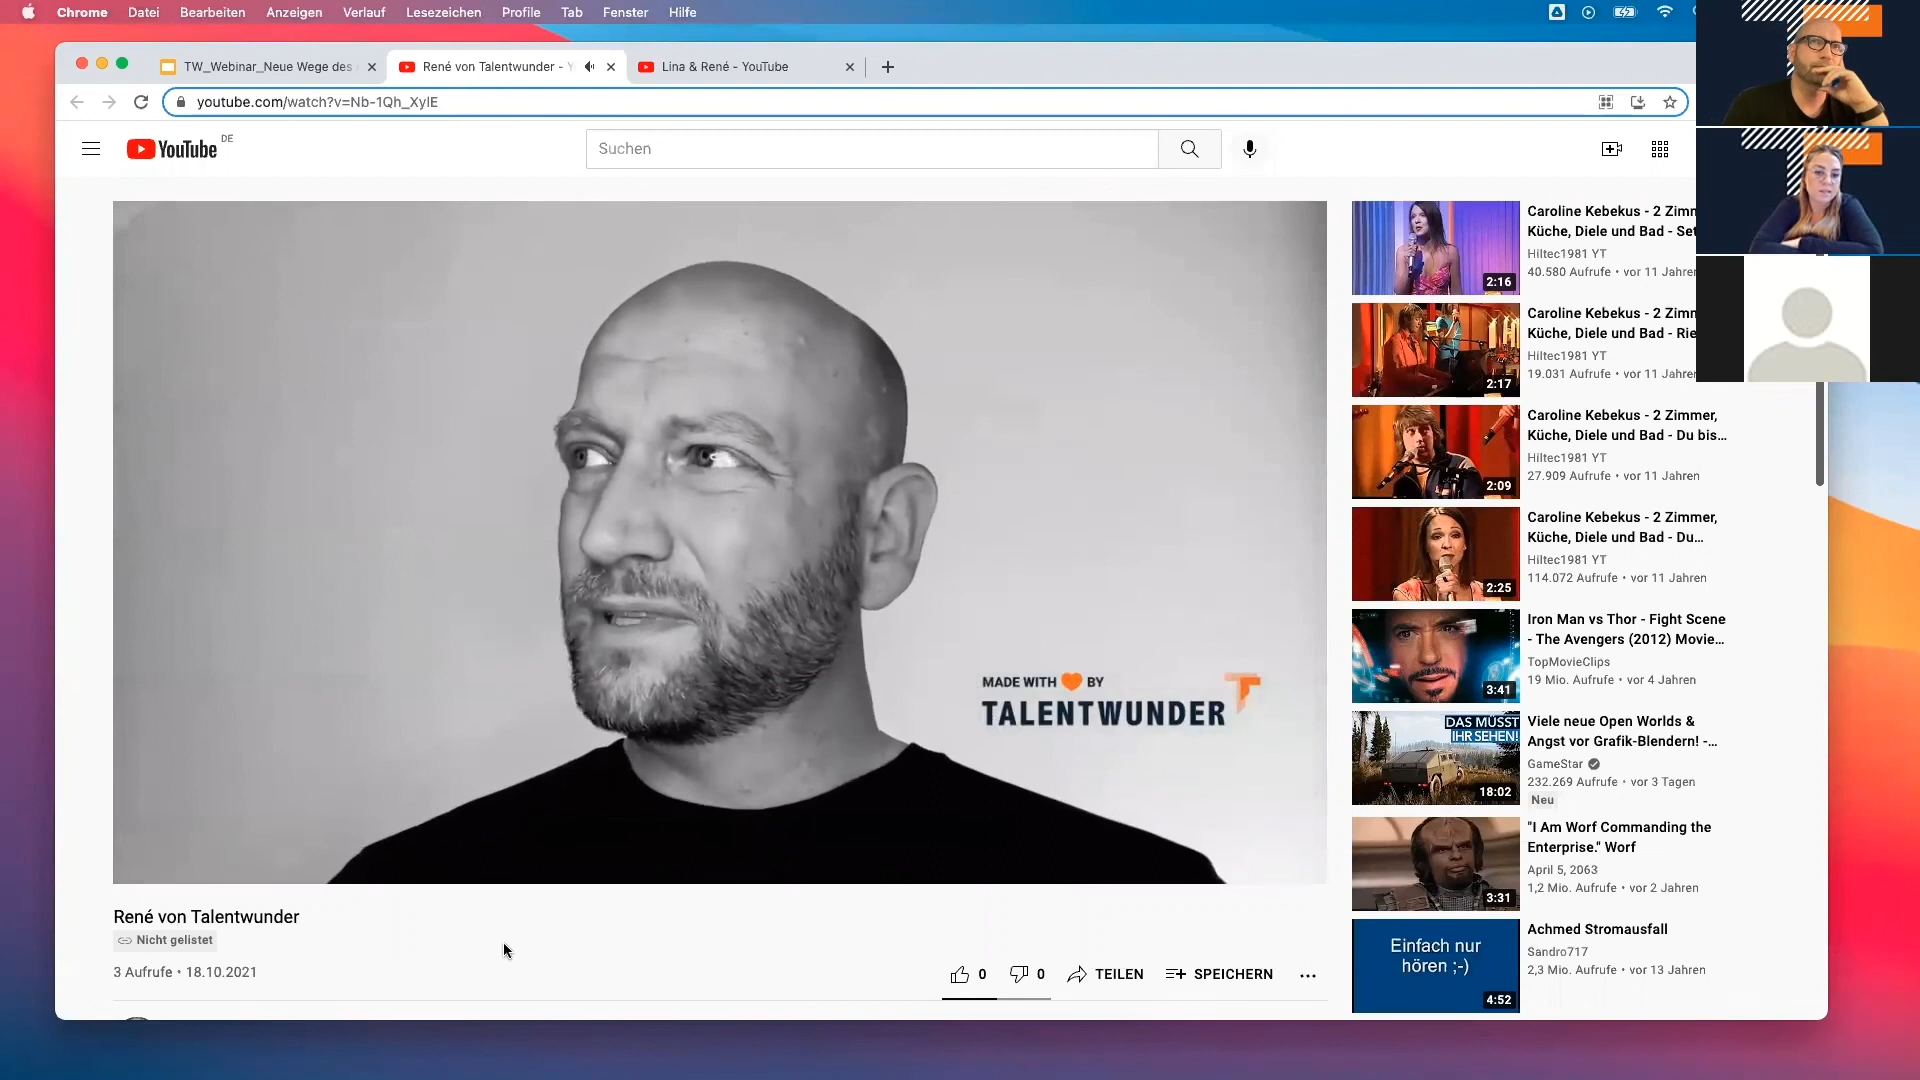 Chrome Datei Bearbeiten Anzeigen Verlauf Lesezeichen Profile Tab Fenster Hilfe
TW_Webinar_Neue Wege des
René von Talentwunder - Y
Lina & René - YouTube
youtube.com/watch?v=Nb-1Qh_XylE
YouTube DE
Suchen
MADE WITH BY
TALENTWUNDER
René von Talentwunder
Nicht gelistet
3 Aufrufe • 18.10.2021
0
0
TEILEN
SPEICHERN
2:16
Caroline Kebekus - 2 Zimm
Küche, Diele und Bad - Set
Hiltec1981 YT
40.580 Aufrufe • vor 11 Jahren
2:17
Caroline Kebekus - 2 Zimm
Küche, Diele und Bad - Rie
Hiltec1981 YT
19.031 Aufrufe • vor 11 Jahren
2:09
Caroline Kebekus - 2 Zimmer,
Küche, Diele und Bad - Du bis...
Hiltec1981 YT
27.909 Aufrufe • vor 11 Jahren
2:25
Caroline Kebekus - 2 Zimmer,
Küche, Diele und Bad - Du...
Hiltec1981 YT
114.072 Aufrufe • vor 11 Jahren
3:41
Iron Man vs Thor - Fight Scene
- The Avengers (2012) Movie...
TopMovieClips
19 Mio. Aufrufe • vor 4 Jahren
DAS MÜSST
IHR SEHEN!
18:02
Viele neue Open Worlds &
Angst vor Grafik-Blendern! -...
GameStar
232.269 Aufrufe • vor 3 Tagen
Neu
3:31
"I Am Worf Commanding the
Enterprise." Worf
April 5, 2063
1,2 Mio. Aufrufe • vor 2 Jahren
Einfach nur
hören ;-)
4:52
Achmed Stromausfall
Sandro717
2,3 Mio. Aufrufe • vor 13 Jahren